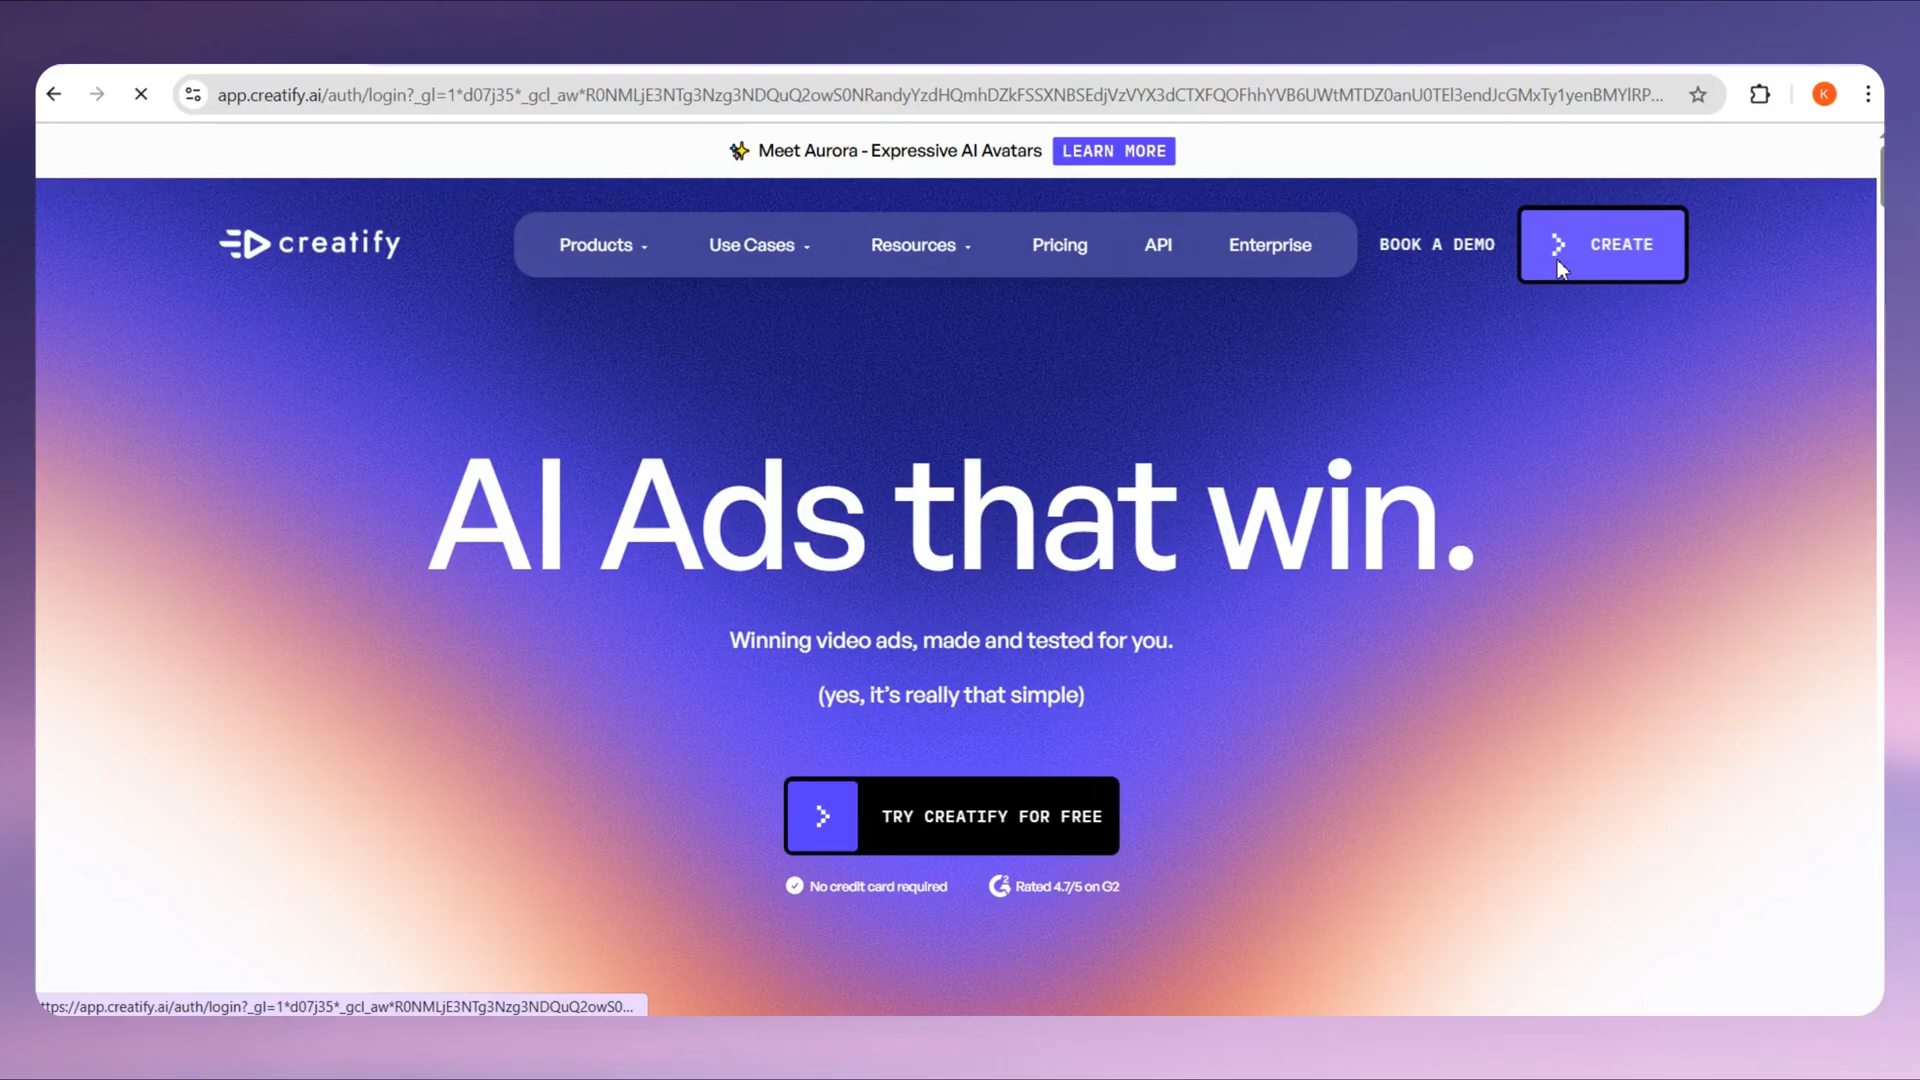 app.creatify.ai/auth/login?_gl=1*d07j35*_gcl_aw*R0NMLjE3NTg3Nzg3NDQuQ2owS0NRandyYzdHQmhDZkFSSXNBSEdjVzVYX3dCTXFQOFhhYVB6UWtMTDZ0anU0TEl3endJcGMxTy1yenBMYlRP...
K
Meet Aurora - Expressive AI Avatars LEARN MORE
creatify
Products Use Cases Resources Pricing API Enterprise BOOK A DEMO CREATE
AI Ads that win.
Winning video ads, made and tested for you.
(yes, it's really that simple)
TRY CREATIFY FOR FREE
No credit card required Rated 4.7/5 on G2
ttps://app.creatify.ai/auth/login?_gl=1*d07j35*_gcl_aw*R0NMLjE3NTg3Nzg3NDQuQ2owS0...